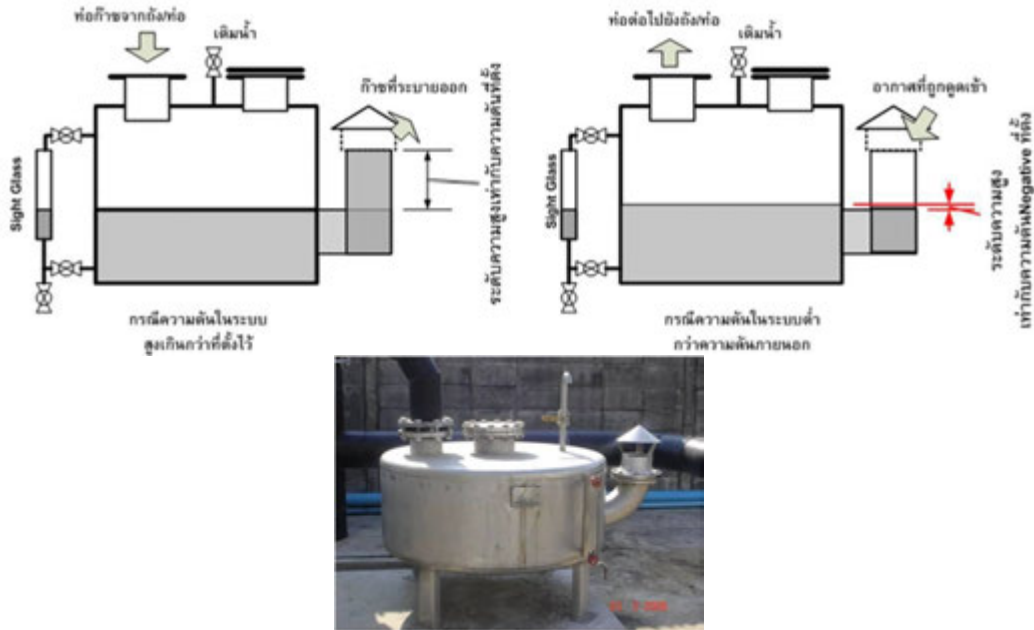 ท่อก๊าซจากถัง/ท่อ
เติมน้ำ
ก๊าซที่ระบายออก
Sight Glass
ระดับความสูงเท่ากับความดันที่ตั้ง
กรณีความดันในระบบ
สูงเกินกว่าที่ตั้งไว้
ท่อต่อไปยังถัง/ท่อ
เติมน้ำ
อากาศที่ถูกดูดเข้า
Sight Glass
ระดับความสูง
เท่ากับความดันNegative ที่ตั้ง
กรณีความดันในระบบต่ำ
กว่าความดันภายนอก